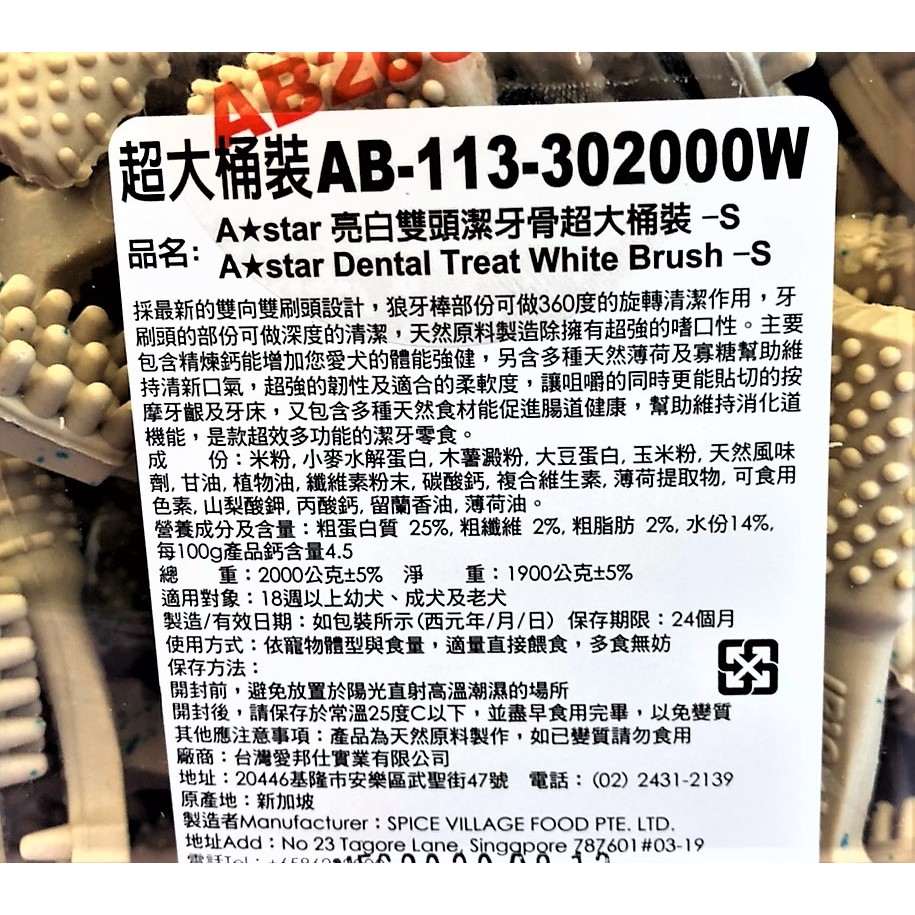 超大桶裝AB-113-302000W
A★star 亮白雙頭潔牙骨超大桶裝 –S
品名:
A★star Dental Treat White Brush –S
採最新的雙向雙刷頭設計，狼牙棒部份可做360度的旋轉清潔作用，牙
刷頭的部份可做深度的清潔，天然原料製造除擁有超強的嗜口性。主要
包含精煉鈣能增加您愛犬的體能強健，另含多種天然薄荷及寡糖幫助維
持清新口氣，超強的韌性及適合的柔軟度，讓咀嚼的同時更能貼切的按
摩牙齦及牙床，又包含多種天然食材能促進腸道健康，幫助維持消化道
機能，是款超效多功能的潔牙零食。
成　份：米粉, 小麥水解蛋白, 木薯澱粉, 大豆蛋白, 玉米粉, 天然風味
劑, 甘油, 植物油, 纖維素粉末, 碳酸鈣, 複合維生素, 薄荷提取物, 可食用
色素, 山梨酸鉀, 丙酸鈣, 留蘭香油, 薄荷油。
營養成分及含量：粗蛋白質 25%, 粗纖維 2%, 粗脂肪 2%, 水份14%,
每100g產品鈣含量4.5
總　重：2000公克±5%　淨　重：1900公克±5%
適用對象：18週以上幼犬、成犬及老犬
製造/有效日期：如包裝所示(西元年/月/日) 保存期限：24個月
使用方式：依寵物體型與食量，適量直接餵食，多食無妨
保存方法：
開封前，避免放置於陽光直射高溫潮濕的場所
開封後，請保存於常溫25度C以下，並盡早食用完畢，以免變質
其他應注意事項：產品為天然原料製作，如已變質請勿食用
廠商：台灣愛邦仕實業有限公司
地址：20446基隆市安樂區武聖街47號　電話：(02) 2431-2139
原產地：新加坡
製造者Manufacturer：SPICE VILLAGE FOOD PTE. LTD.
地址Add：No 23 Tagore Lane, Singapore 787601#03-19
電話Tel：